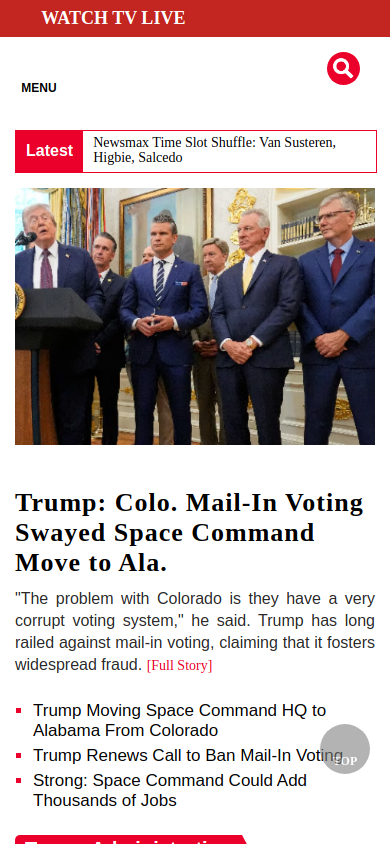 WATCH TV LIVE
MENU
Latest
Newsmax Time Slot Shuffle: Van Susteren,
Higbie, Salcedo
Trump: Colo. Mail-In Voting
Swayed Space Command
Move to Ala.
"The problem with Colorado is they have a very
corrupt voting system," he said. Trump has long
railed against mail-in voting, claiming that it fosters
widespread fraud. [Full Story]
Trump Moving Space Command HQ to
Alabama From Colorado
Trump Renews Call to Ban Mail-In Voting
Strong: Space Command Could Add
Thousands of Jobs
TOP